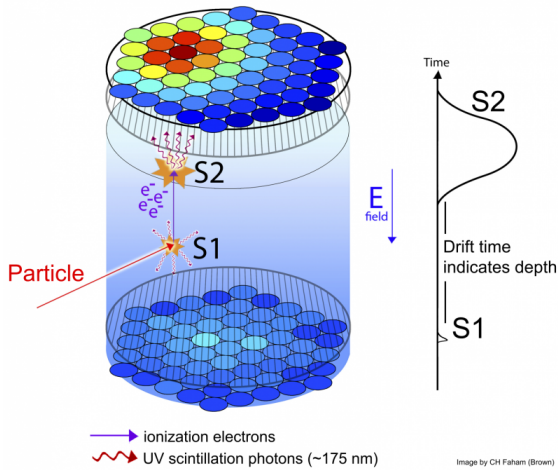 Time
S2
S2
e-
e-
e-
e-
E
field
Drift time
indicates depth
S1
Particle
S1
ionization electrons
UV scintillation photons (~175 nm)
Image by CH Faham (Brown)